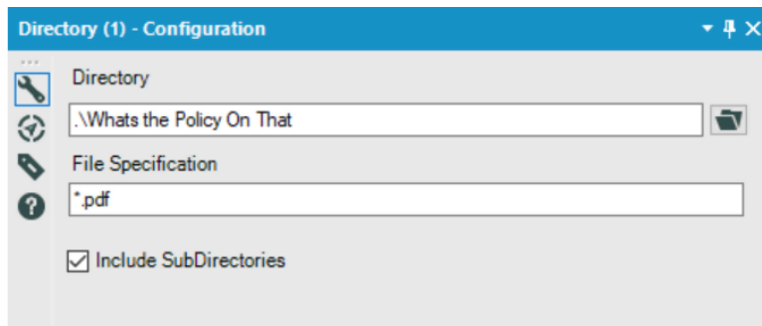 Directory (1) - Configuration
Directory
.\Whats the Policy On That
File Specification
*.pdf
Include SubDirectories